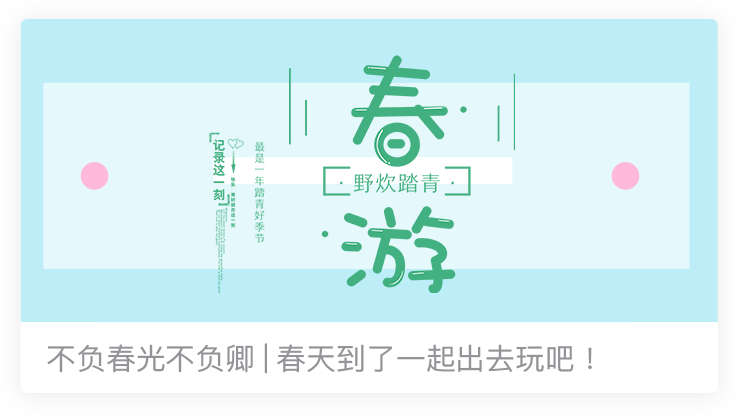 春
· 野炊踏青 ·
游
最是一年踏青好季节
记录这一刻
不负春光不负卿 | 春天到了一起出去玩吧！